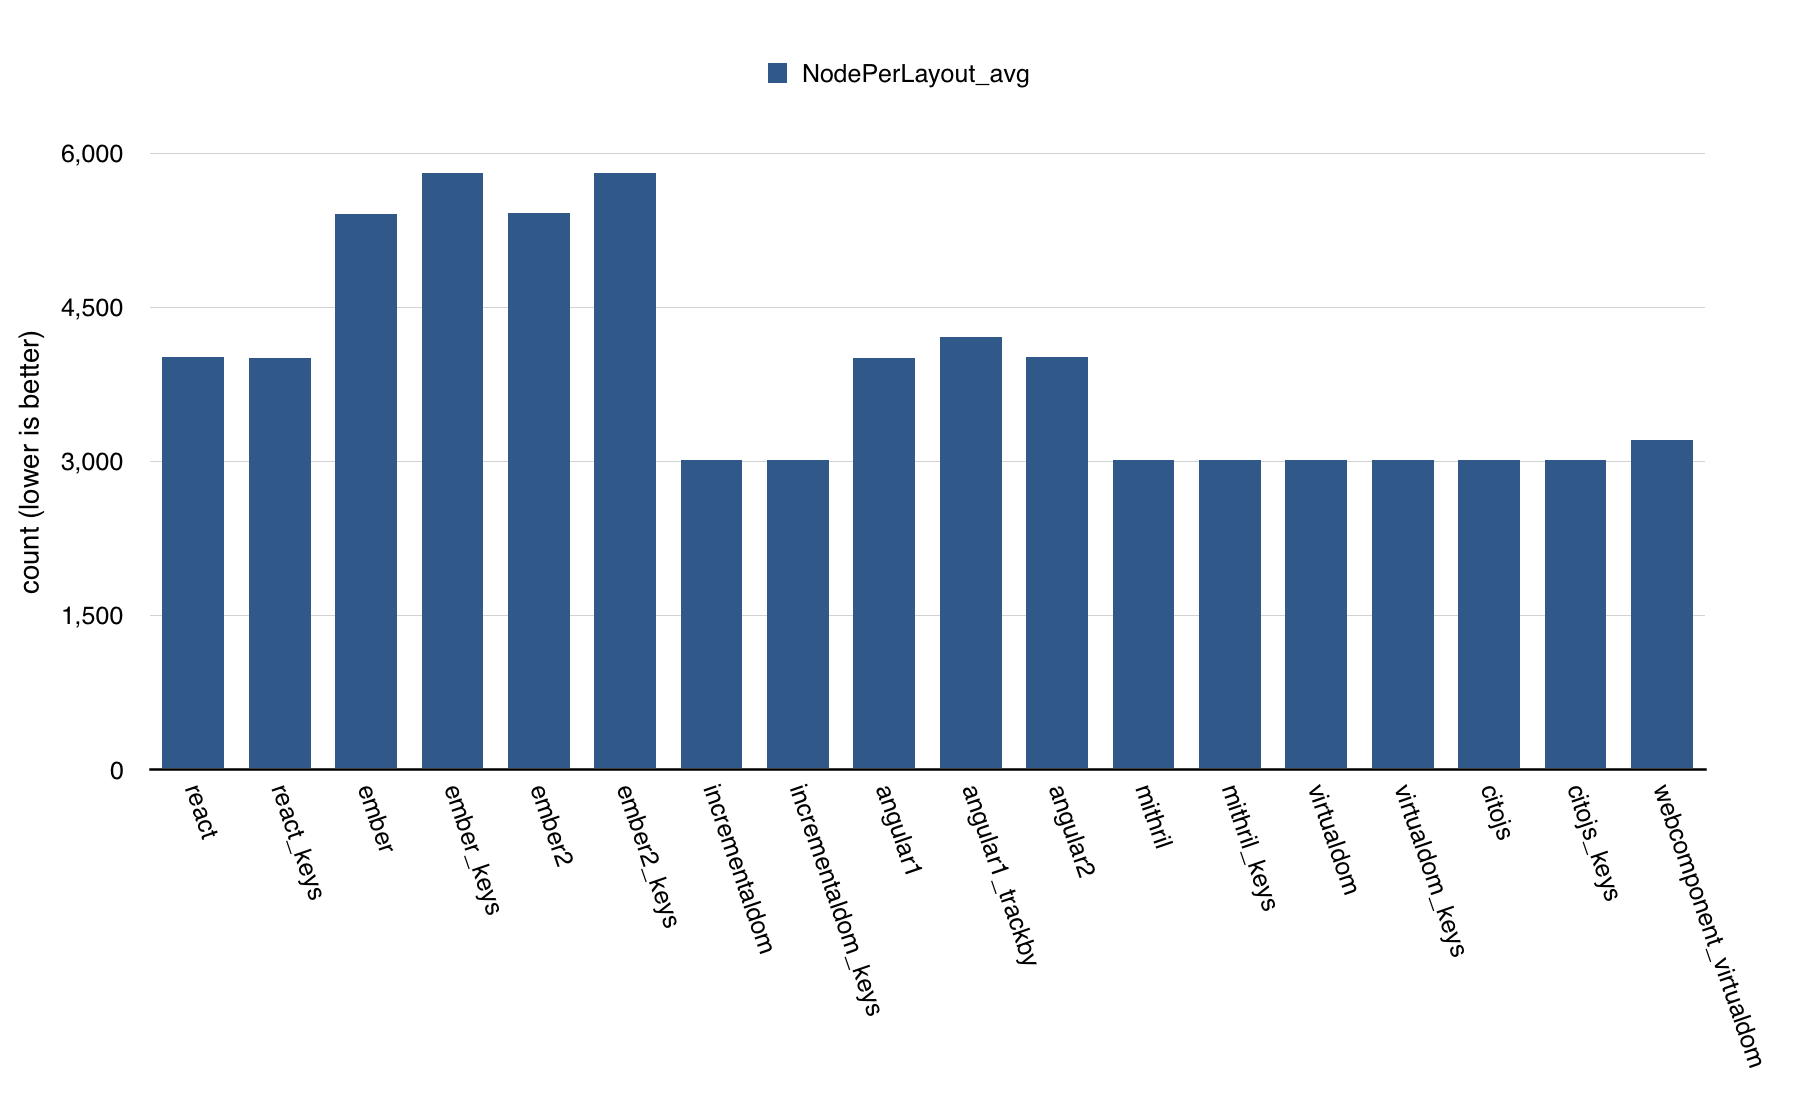 NodePerLayout_avg
6,000
4,500
3,000
1,500
0
count (lower is better)
react
react_keys
ember
ember_keys
ember2
ember2_keys
incrementaldom
incrementaldom_keys
angular1
angular1_trackby
angular2
mithril
mithril_keys
virtualdom
virtualdom_keys
citojs
citojs_keys
webcomponent_virtualdom